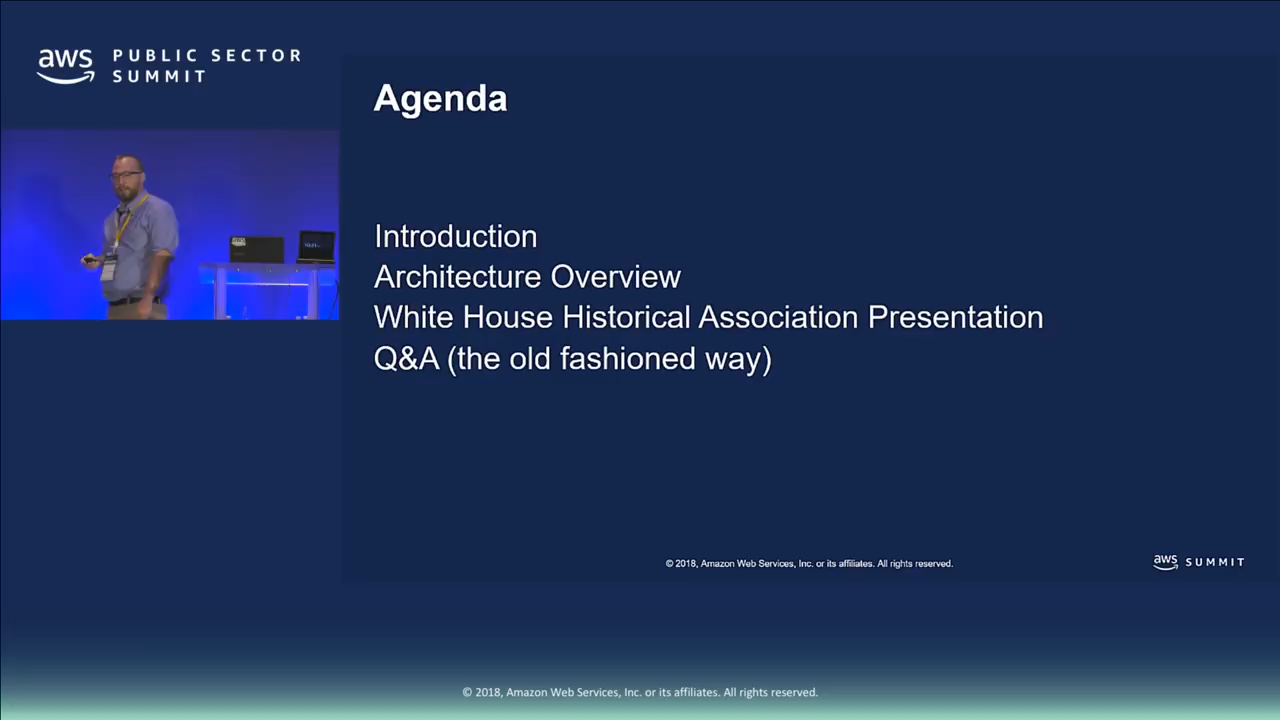 aws PUBLIC SECTOR
SUMMIT
Agenda
Introduction
Architecture Overview
White House Historical Association Presentation
Q&A (the old fashioned way)
© 2018, Amazon Web Services, Inc. or its affiliates. All rights reserved.
aws SUMMIT
© 2018, Amazon Web Services, Inc. or its affiliates. All rights reserved.